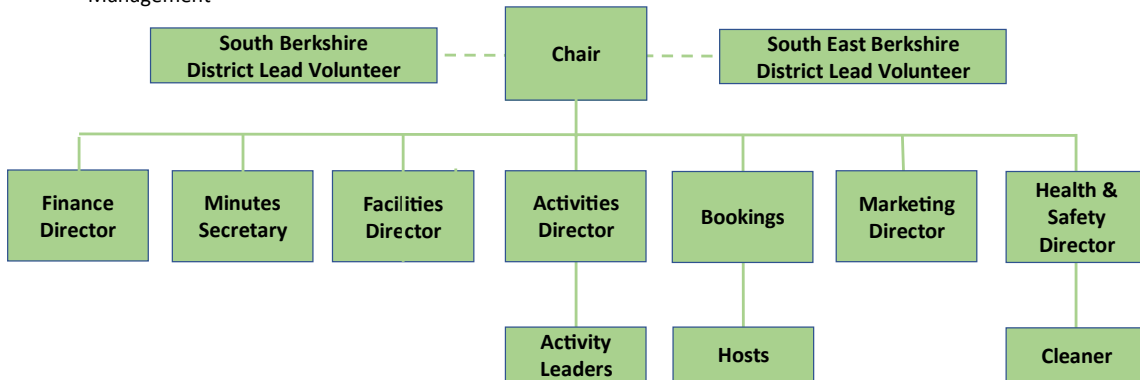 Management
South Berkshire
District Lead Volunteer
Chair
South East Berkshire
District Lead Volunteer
Finance
Director
Minutes
Secretary
Facilities
Director
Activities
Director
Bookings
Marketing
Director
Health &
Safety
Director
Activity
Leaders
Hosts
Cleaner